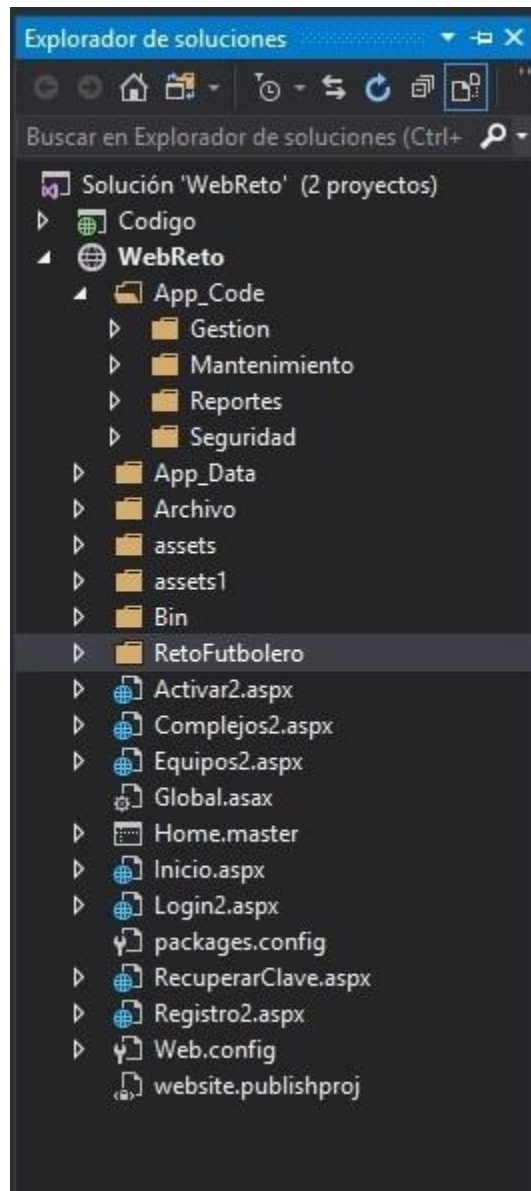 Explorador de soluciones
Buscar en Explorador de soluciones (Ctrl+
Solución 'WebReto' (2 proyectos)
Codigo
WebReto
App_Code
Gestion
Mantenimiento
Reportes
Seguridad
App_Data
Archivo
assets
assets1
Bin
RetoFutbolero
Activar2.aspx
Complejos2.aspx
Equipos2.aspx
Global.asax
Home.master
Inicio.aspx
Login2.aspx
packages.config
RecuperarClave.aspx
Registro2.aspx
Web.config
website.publishproj